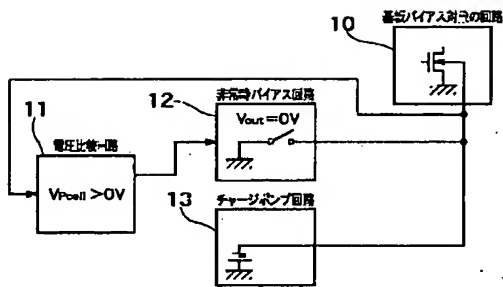 10
基板バイアス対象の回路
11
電圧比較回路
VPcell >0V
12
非常時バイアス回路
Vout=0V
13
チャージポンプ回路